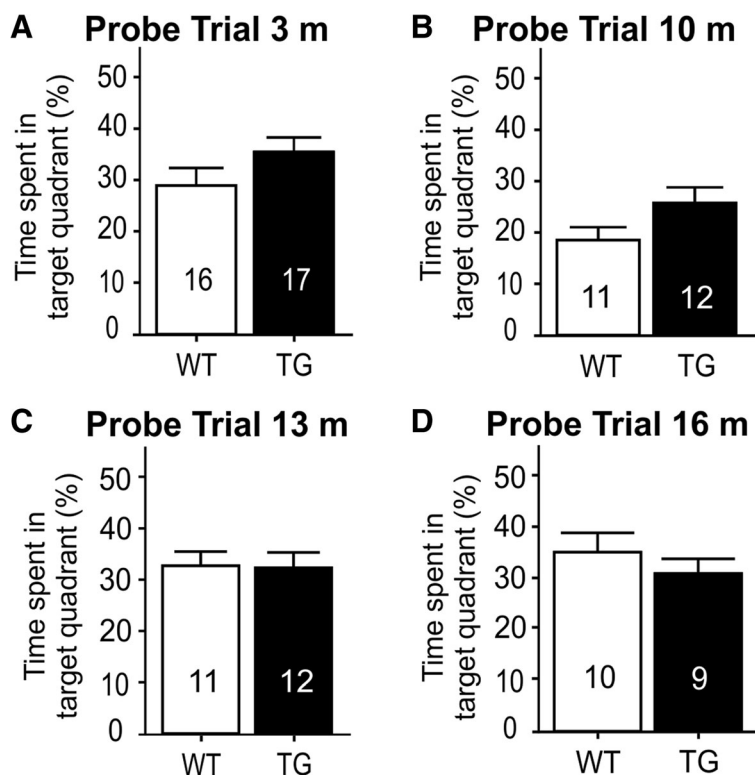 A Probe Trial 3 m
Time spent in
target quadrant (%)
50
40
30
20
10
0
16
17
WT
TG
B Probe Trial 10 m
Time spent in
target quadrant (%)
50
40
30
20
10
0
11
12
WT
TG
C Probe Trial 13 m
Time spent in
target quadrant (%)
50
40
30
20
10
0
11
12
WT
TG
D Probe Trial 16 m
Time spent in
target quadrant (%)
50
40
30
20
10
0
10
9
WT
TG